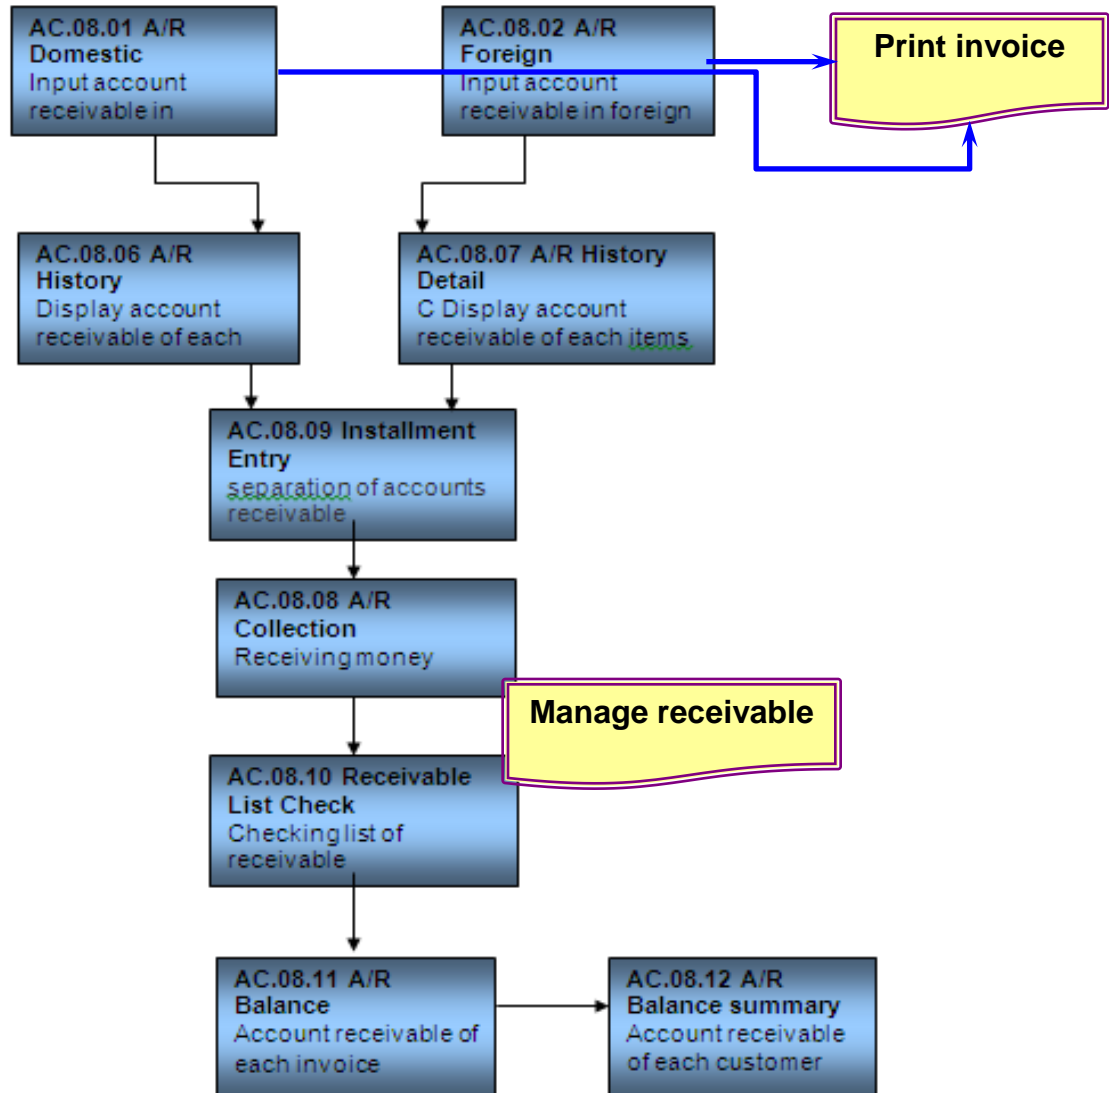 AC.08.01 A/R
Domestic
Input account
receivable in
AC.08.02 A/R
Foreign
Input account
receivable in foreign
Print invoice
AC.08.06 A/R
History
Display account
receivable of each
AC.08.07 A/R History
Detail
C Display account
receivable of each items
AC.08.09 Installment
Entry
separation of accounts
receivable
AC.08.08 A/R
Collection
Receiving money
Manage receivable
AC.08.10 Receivable
List Check
Checking list of
receivable
AC.08.11 A/R
Balance
Account receivable of
each invoice
AC.08.12 A/R
Balance summary
Account receivable
of each customer